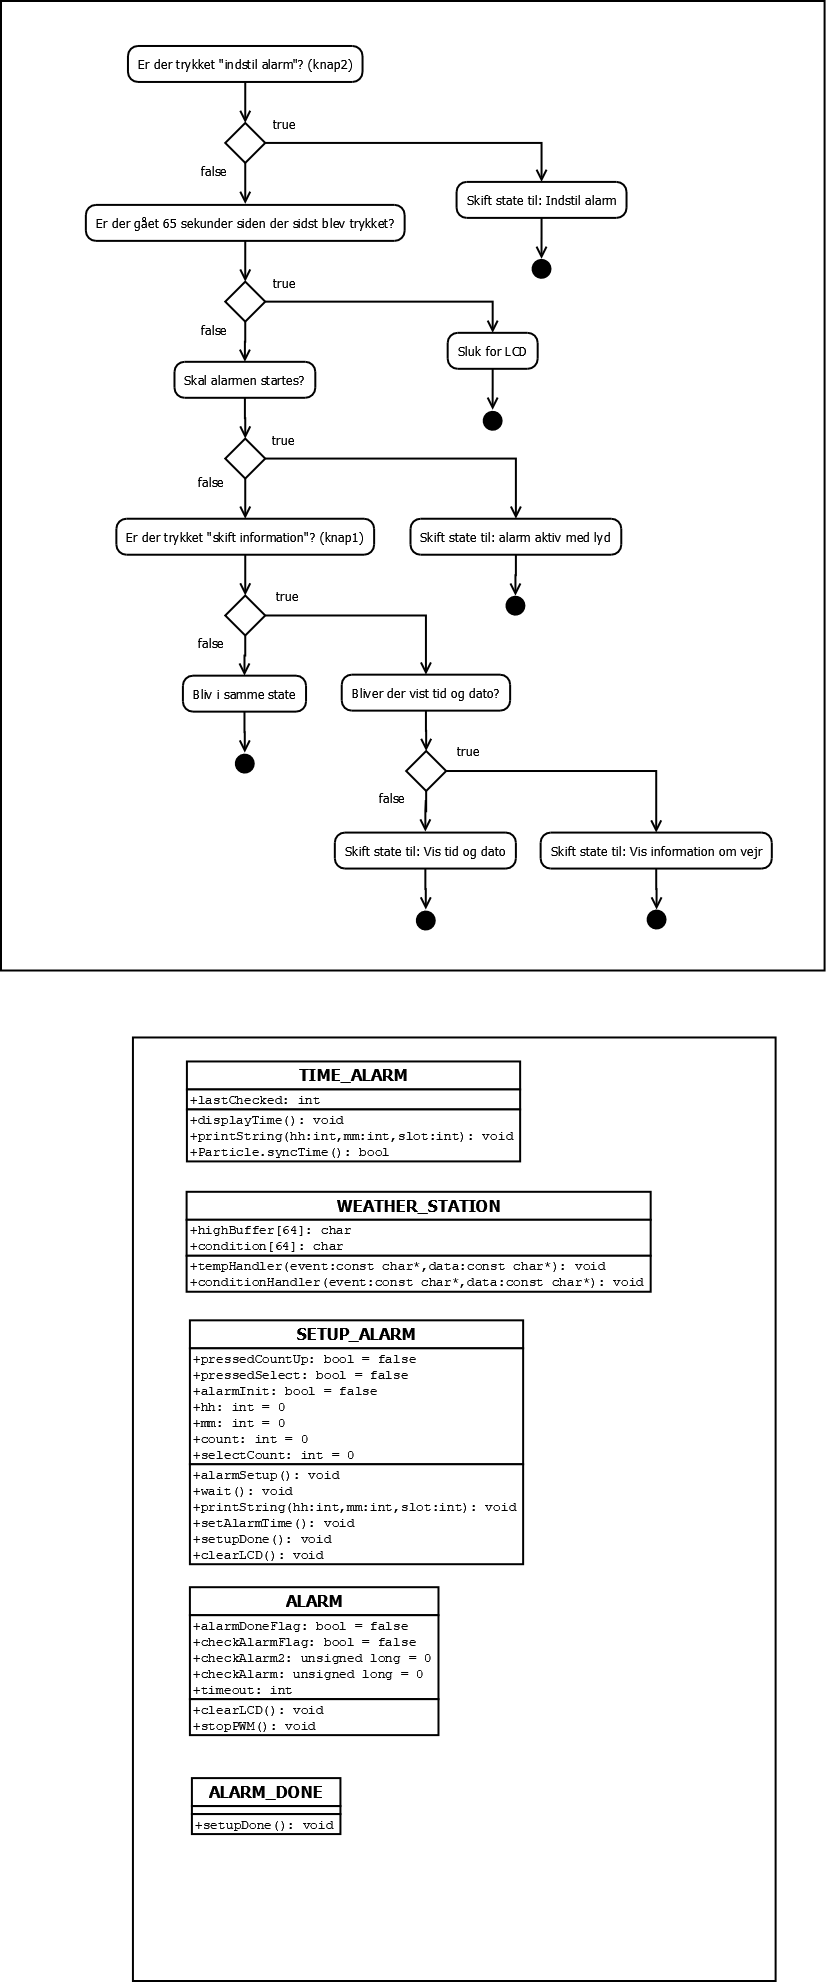 Er der trykket "indstil alarm"? (knap2)
true
false
Skift state til: Indstil alarm
Er der gået 65 sekunder siden der sidst blev trykket?
true
false
Sluk for LCD
Skal alarmen startes?
true
false
Er der trykket "skift information"? (knap1)
Skift state til: alarm aktiv med lyd
true
false
Bliv i samme state
Bliver der vist tid og dato?
true
false
Skift state til: Vis tid og dato
Skift state til: Vis information om vejr
TIME_ALARM
+lastChecked: int
+displayTime(): void
+printString(hh:int,mm:int,slot:int): void
+Particle.syncTime(): bool
WEATHER_STATION
+highBuffer[64]: char
+condition[64]: char
+tempHandler(event:const char*,data:const char*): void
+conditionHandler(event:const char*,data:const char*): void
SETUP_ALARM
+pressedCountUp: bool = false
+pressedSelect: bool = false
+alarmInit: bool = false
+hh: int = 0
+mm: int = 0
+count: int = 0
+selectCount: int = 0
+alarmSetup(): void
+wait(): void
+printString(hh:int,mm:int,slot:int): void
+setAlarmTime(): void
+setupDone(): void
+clearLCD(): void
ALARM
+alarmDoneFlag: bool = false
+checkAlarmFlag: bool = false
+checkAlarm2: unsigned long = 0
+checkAlarm: unsigned long = 0
+timeout: int
+clearLCD(): void
+stopPWM(): void
ALARM_DONE
+setupDone(): void